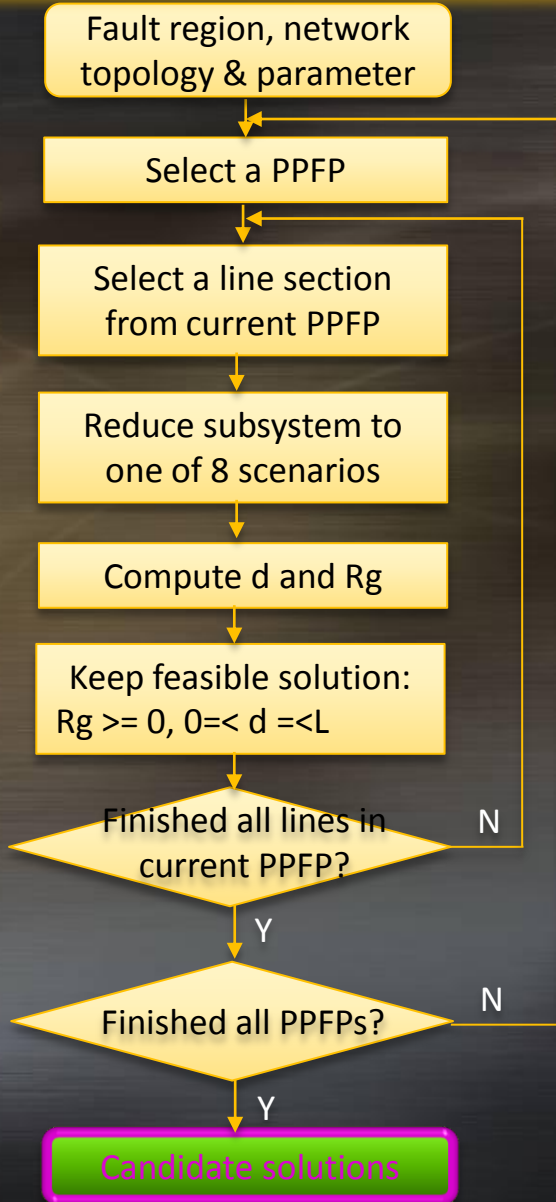 Fault region, network
topology & parameter
Select a PPFP
Select a line section
from current PPFP
Reduce subsystem to
one of 8 scenarios
Compute d and Rg
Keep feasible solution:
Rg >= 0, 0=< d =<L
Finished all lines in
current PPFP?
N
Y
Finished all PPFPs?
N
Y
Candidate solutions